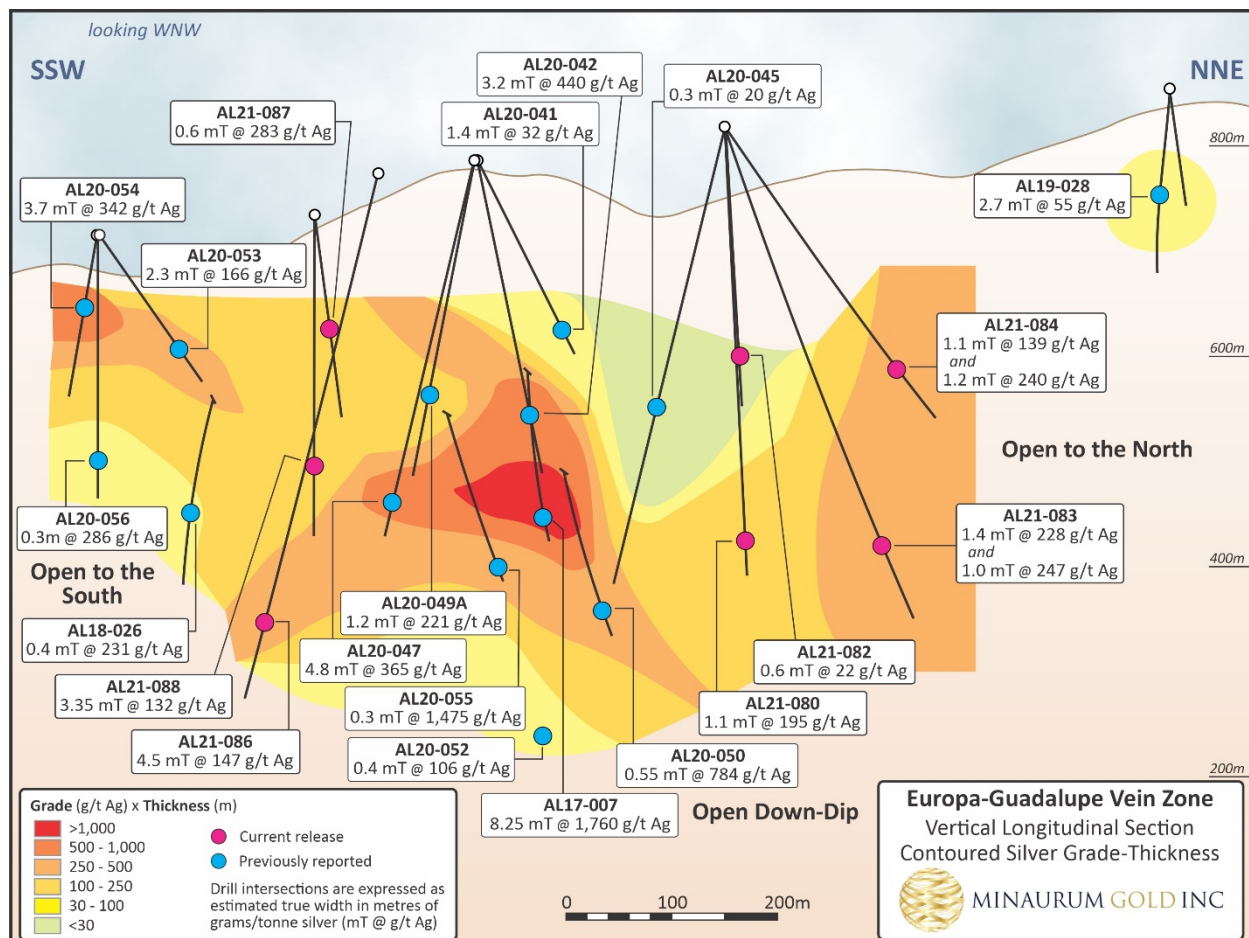 looking WNW
SSW
NNE
AL20-042
3.2 mT @ 440 g/t Ag
AL20-045
0.3 mT @ 20 g/t Ag
AL21-087
0.6 mT @ 283 g/t Ag
AL20-041
1.4 mT @ 32 g/t Ag
800m
AL20-054
3.7 mT @ 342 g/t Ag
AL19-028
2.7 mT @ 55 g/t Ag
AL20-053
2.3 mT @ 166 g/t Ag
AL21-084
1.1 mT @ 139 g/t Ag
and
1.2 mT @ 240 g/t Ag
600m
Open to the North
AL20-056
0.3m @ 286 g/t Ag
AL21-083
1.4 mT @ 228 g/t Ag
and
1.0 mT @ 247 g/t Ag
400m
Open to the
South
AL18-026
0.4 mT @ 231 g/t Ag
AL20-049A
1.2 mT @ 221 g/t Ag
AL20-047
4.8 mT @ 365 g/t Ag
AL21-082
0.6 mT @ 22 g/t Ag
AL21-088
3.35 mT @ 132 g/t Ag
AL20-055
0.3 mT @ 1,475 g/t Ag
AL21-080
1.1 mT @ 195 g/t Ag
AL21-086
4.5 mT @ 147 g/t Ag
AL20-052
0.4 mT @ 106 g/t Ag
AL20-050
0.55 mT @ 784 g/t Ag
200m
AL17-007
8.25 mT @ 1,760 g/t Ag
Open Down-Dip
Grade (g/t Ag) x Thickness (m)
>1,000
500 - 1,000
250 - 500
100 - 250
30 - 100
<30
Current release
Previously reported
Drill intersections are expressed as
estimated true width in metres of
grams/tonne silver (mT @ g/t Ag)
0 100 200m
Europa-Guadalupe Vein Zone
Vertical Longitudinal Section
Contoured Silver Grade-Thickness
MINAURUM GOLD INC